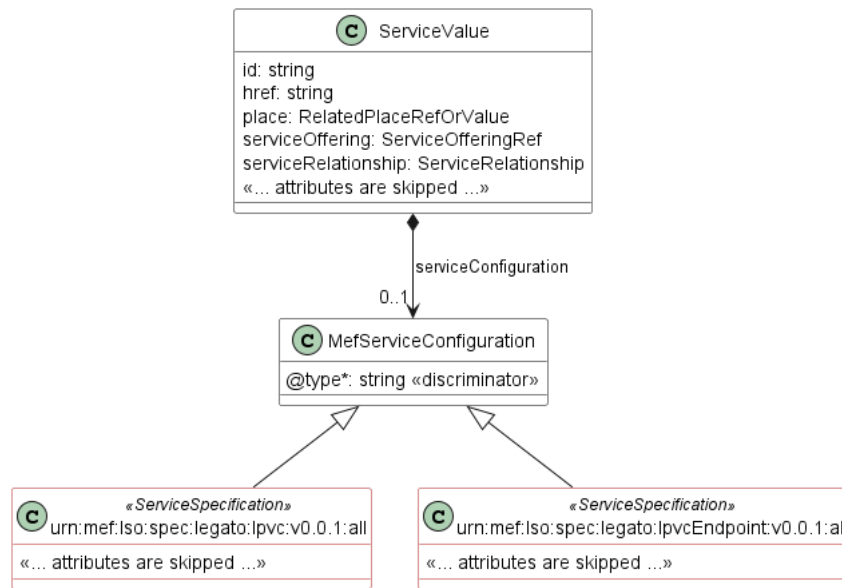 C ServiceValue
id: string
href: string
place: RelatedPlaceRefOrValue
serviceOffering: ServiceOfferingRef
serviceRelationship: ServiceRelationship
«... attributes are skipped ...»
serviceConfiguration
0..1
C MefServiceConfiguration
@type*: string «discriminator»
«ServiceSpecification»
C urn:mef:lso:spec:legato:Ipvc:v0.0.1:all
«... attributes are skipped ...»
«ServiceSpecification»
C urn:mef:lso:spec:legato:IpvcEndpoint:v0.0.1:al
«... attributes are skipped ...»